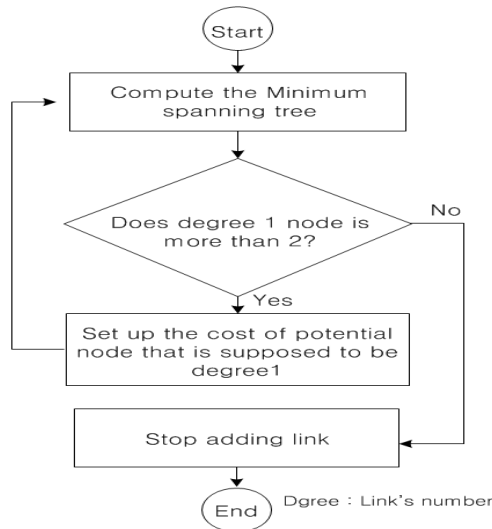 Start
Compute the Minimum
spanning tree
Does degree 1 node is
more than 2?
No
Yes
Set up the cost of potential
node that is supposed to be
degree1
Stop adding link
End
Dgree : Link's number